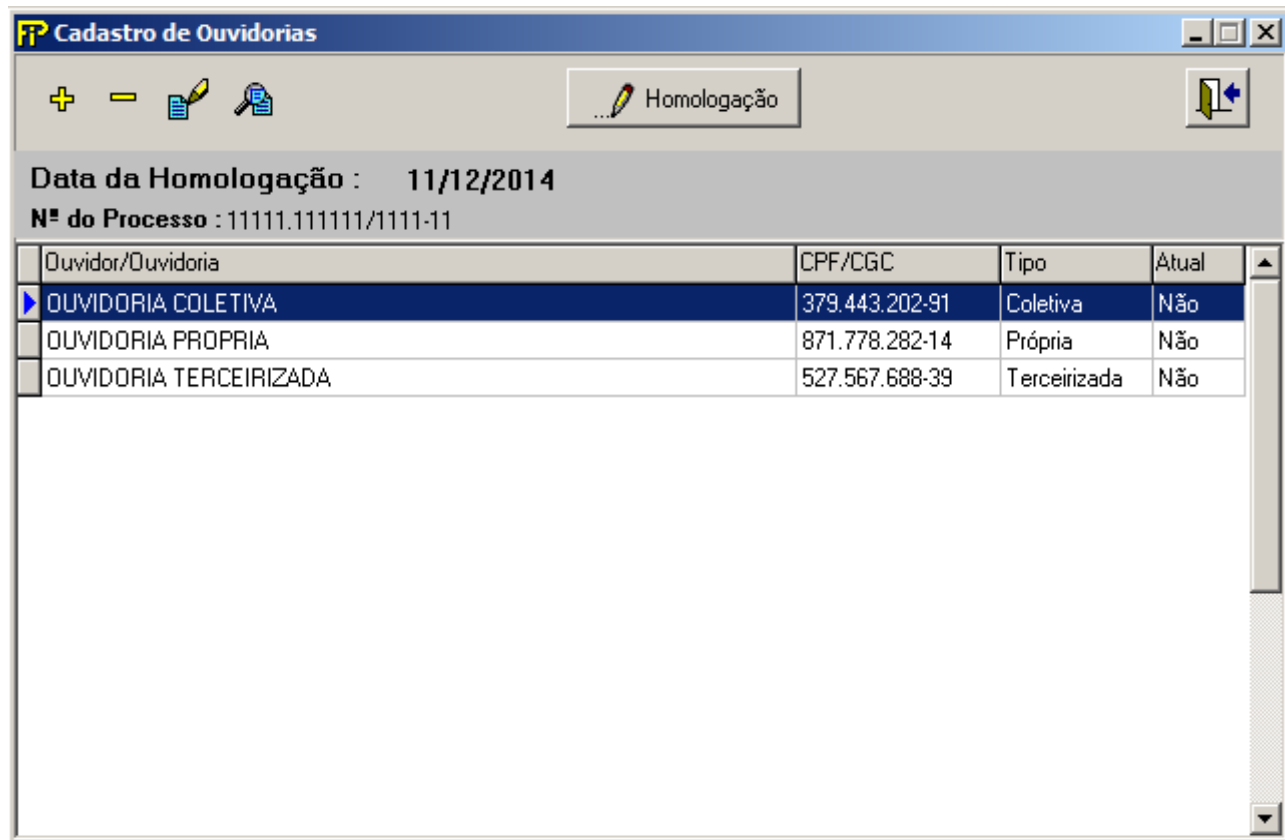 FIP Cadastro de Ouvidorias
... Homologação
Data da Homologação : 11/12/2014
Nº do Processo : 11111.111111/1111-11
Ouvidor/Ouvidoria CPF/CGC Tipo Atual
OUVIDORIA COLETIVA 379.443.202-91 Coletiva Não
OUVIDORIA PROPRIA 871.778.282-14 Própria Não
OUVIDORIA TERCEIRIZADA 527.567.688-39 Terceirizada Não